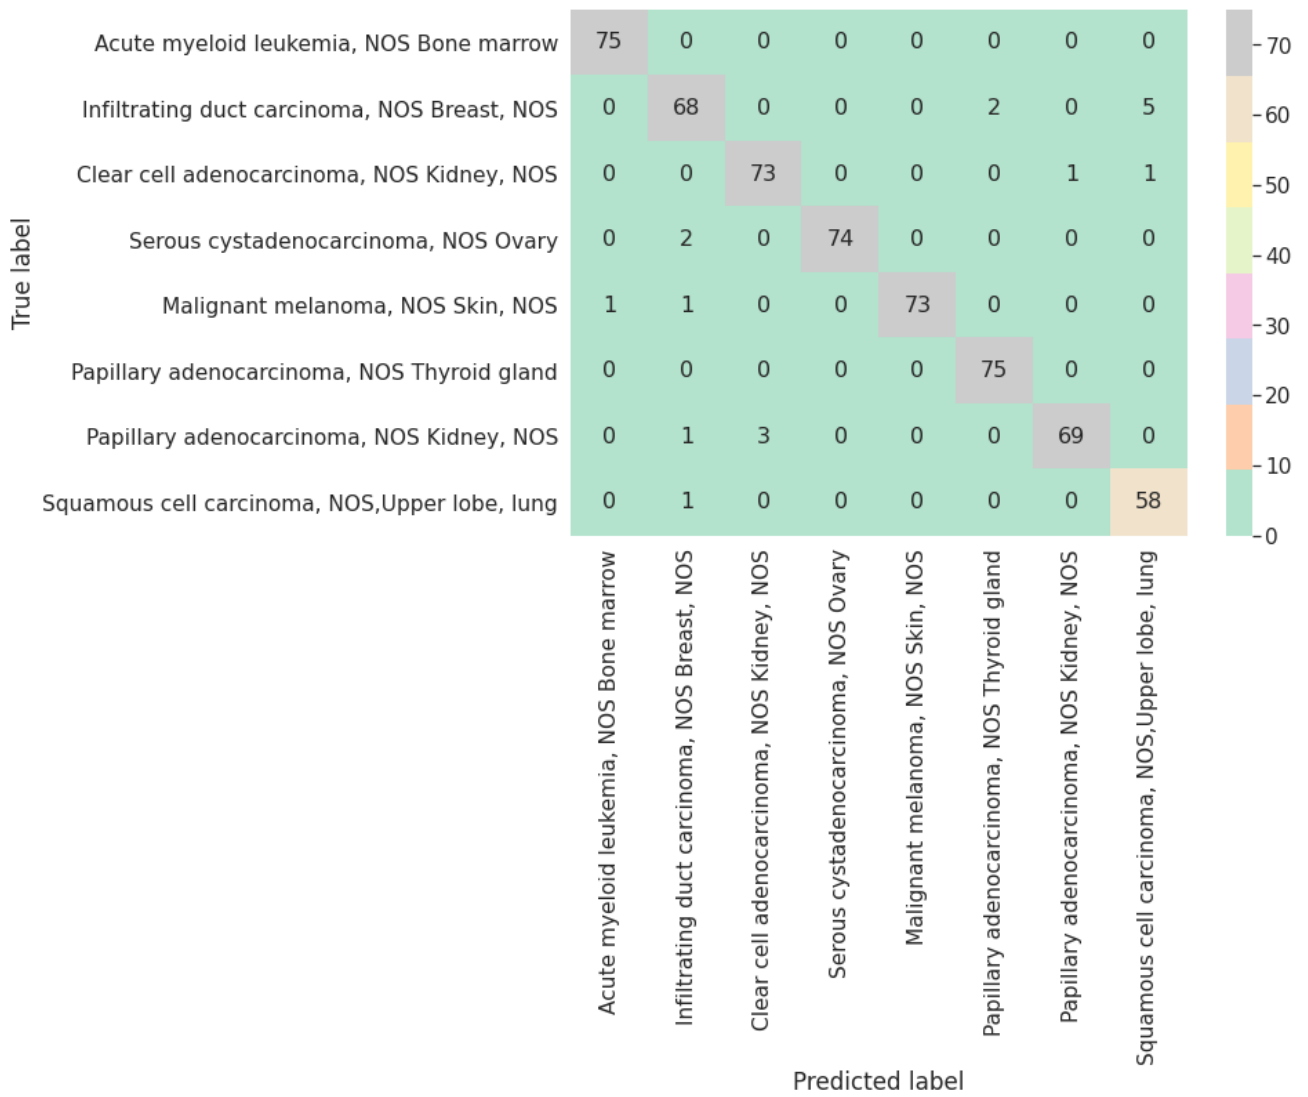 Acute myeloid leukemia, NOS Bone marrow 75 0 0 0 0 0 0 0
Infiltrating duct carcinoma, NOS Breast, NOS 0 68 0 0 0 2 0 5
Clear cell adenocarcinoma, NOS Kidney, NOS 0 0 73 0 0 0 1 1
Serous cystadenocarcinoma, NOS Ovary 0 2 0 74 0 0 0 0
Malignant melanoma, NOS Skin, NOS 1 1 0 0 73 0 0 0
Papillary adenocarcinoma, NOS Thyroid gland 0 0 0 0 0 75 0 0
Papillary adenocarcinoma, NOS Kidney, NOS 0 1 3 0 0 0 69 0
Squamous cell carcinoma, NOS,Upper lobe, lung 0 1 0 0 0 0 0 58
True label
70
60
50
40
30
20
10
0
Acute myeloid leukemia, NOS Bone marrow
Infiltrating duct carcinoma, NOS Breast, NOS
Clear cell adenocarcinoma, NOS Kidney, NOS
Serous cystadenocarcinoma, NOS Ovary
Malignant melanoma, NOS Skin, NOS
Papillary adenocarcinoma, NOS Thyroid gland
Papillary adenocarcinoma, NOS Kidney, NOS
Squamous cell carcinoma, NOS,Upper lobe, lung
Predicted label